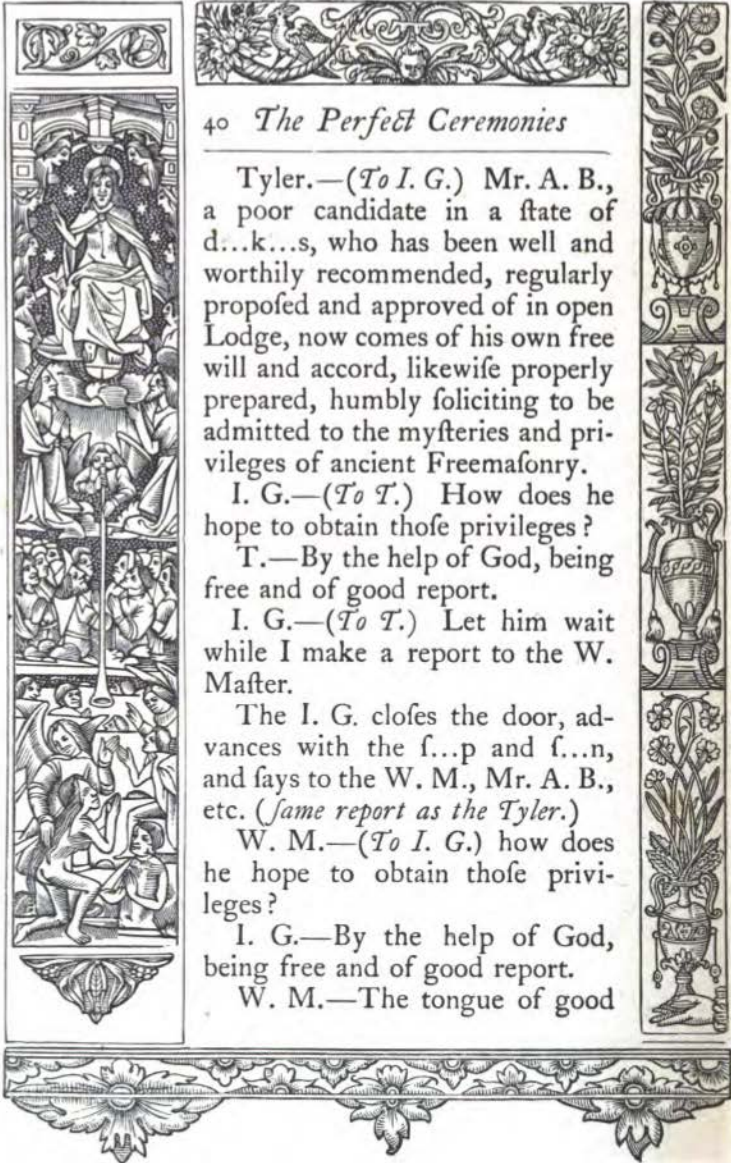 40 The Perfect Ceremonies
Tyler.—(To I. G.) Mr. A. B.,
a poor candidate in a ſtate of
d...k...s, who has been well and
worthily recommended, regularly
propoſed and approved of in open
Lodge, now comes of his own free
will and accord, likewiſe properly
prepared, humbly ſoliciting to be
admitted to the myſteries and pri-
vileges of ancient Freemaſonry.
I. G.—(To T.) How does he
hope to obtain thoſe privileges?
T.—By the help of God, being
free and of good report.
I. G.—(To T.) Let him wait
while I make a report to the W.
Maſter.
The I. G. cloſes the door, ad-
vances with the ſ...p and ſ...n,
and ſays to the W. M., Mr. A. B.,
etc. (ſame report as the Tyler.)
W. M.—(To I. G.) how does
he hope to obtain thoſe privi-
leges?
I. G.—By the help of God,
being free and of good report.
W. M.—The tongue of good